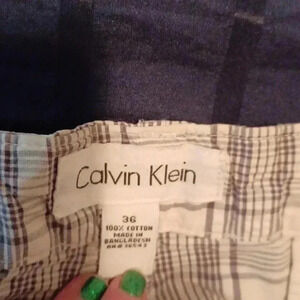 Calvin Klein
36
100% COTTON
MADE IN
BANGLADESH